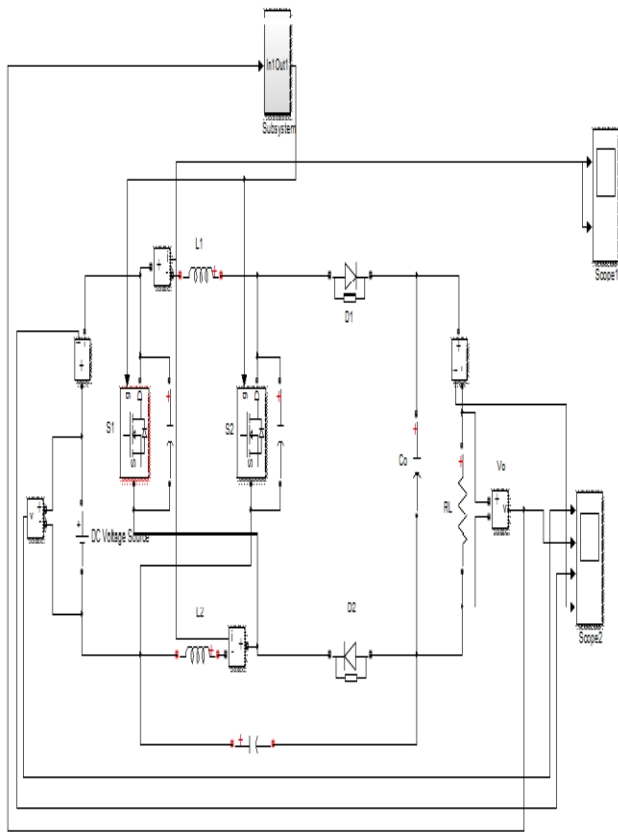 In1Out1
Subsystem
Scope1
L1
D1
S1
S2
g
D
S
g
D
S
Co
Vo
RL
v
v
DC Voltage Source
L2
D2
i
Scope2